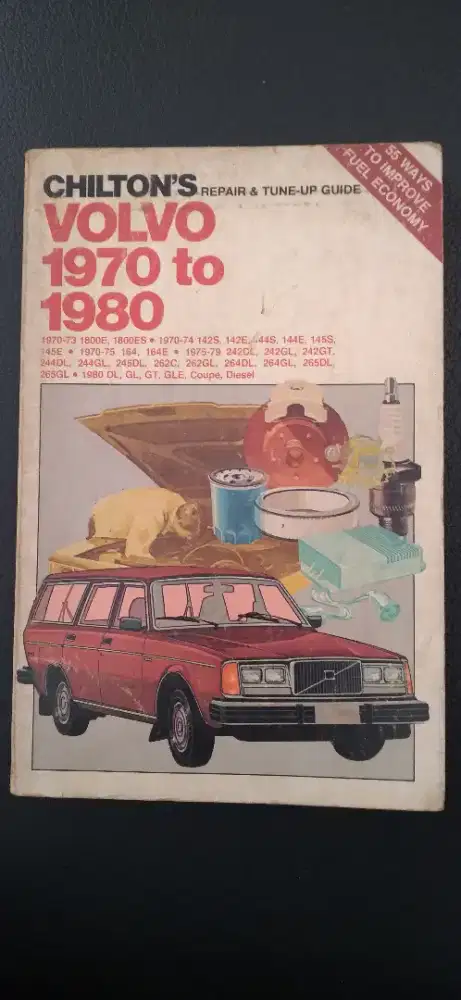 CHILTON'S REPAIR & TUNE-UP GUIDE
55 WAYS
TO IMPROVE
FUEL ECONOMY
VOLVO
1970 to
1980
1970-73 1800E, 1800ES • 1970-74 142S, 142E, 144S, 144E, 145S,
145E • 1970-75 164, 164E • 1975-79 242DL, 242GL, 242GT,
244DL, 244GL, 245DL, 262C, 262GL, 264DL, 264GL, 265DL,
265GL • 1980 DL, GL, GT, GLE, Coupe, Diesel